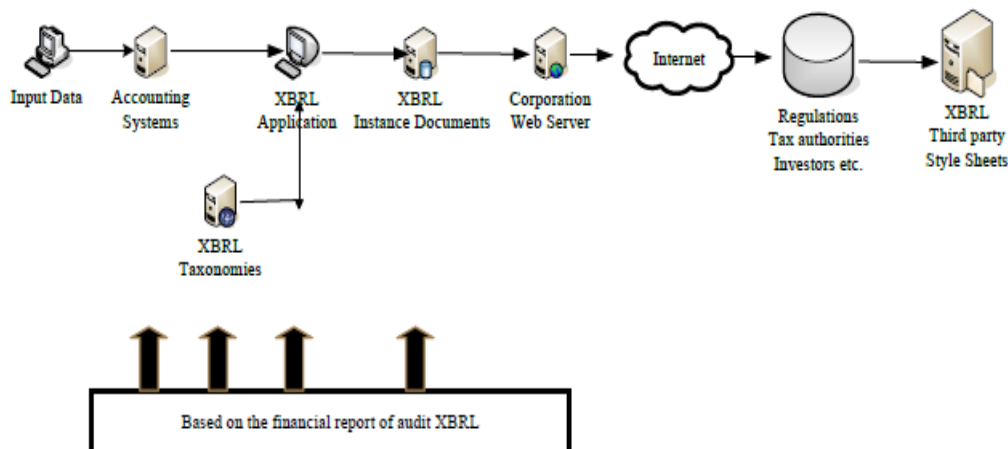 Input Data
Accounting
Systems
XBRL
Application
XBRL
Instance Documents
Corporation
Web Server
Internet
Regulations
Tax authorities
Investors etc.
XBRL
Third party
Style Sheets
XBRL
Taxonomies
Based on the financial report of audit XBRL